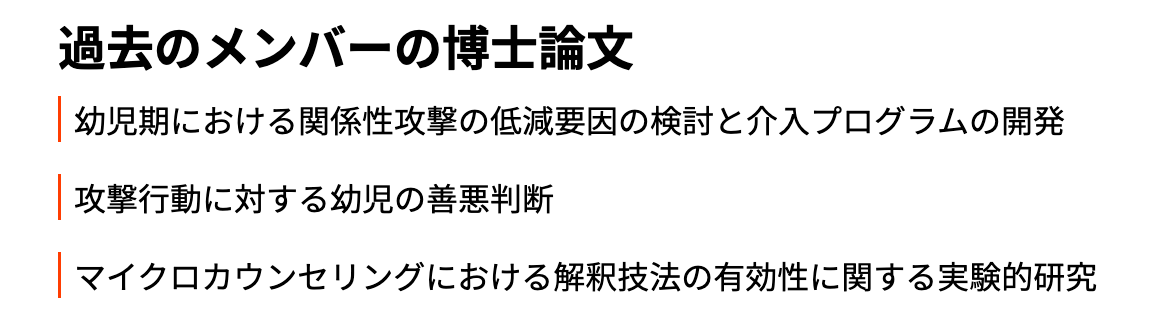 過去のメンバーの博士論文
幼児期における関係性攻撃の低減要因の検討と介入プログラムの開発
攻撃行動に対する幼児の善悪判断
マイクロカウンセリングにおける解釈技法の有効性に関する実験的研究